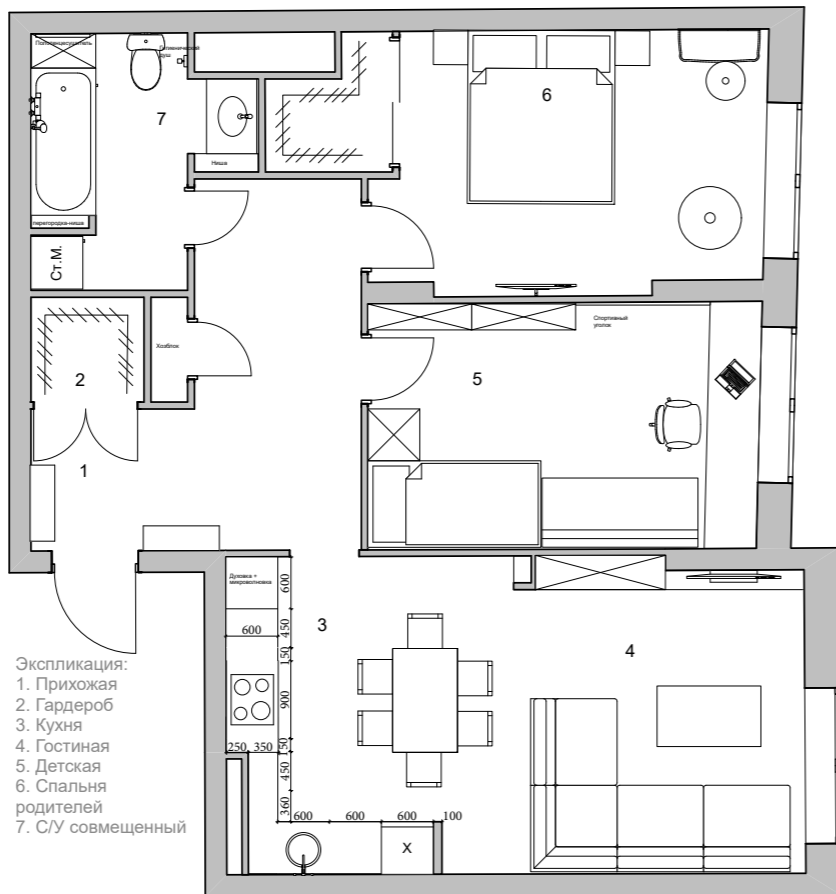 Полотенцесушитель
Гигиенический
душ
7
6
Ниша
перегородка-ниша
Ст.М.
Хозблок
Спортивный
уголок
2
5
1
Духовка +
микроволновка
600
600
450
150
900
150
450
360
250
350
600
600
600
100
X
3
4
Экспликация:
1. Прихожая
2. Гардероб
3. Кухня
4. Гостиная
5. Детская
6. Спальня
родителей
7. С/У совмещенный